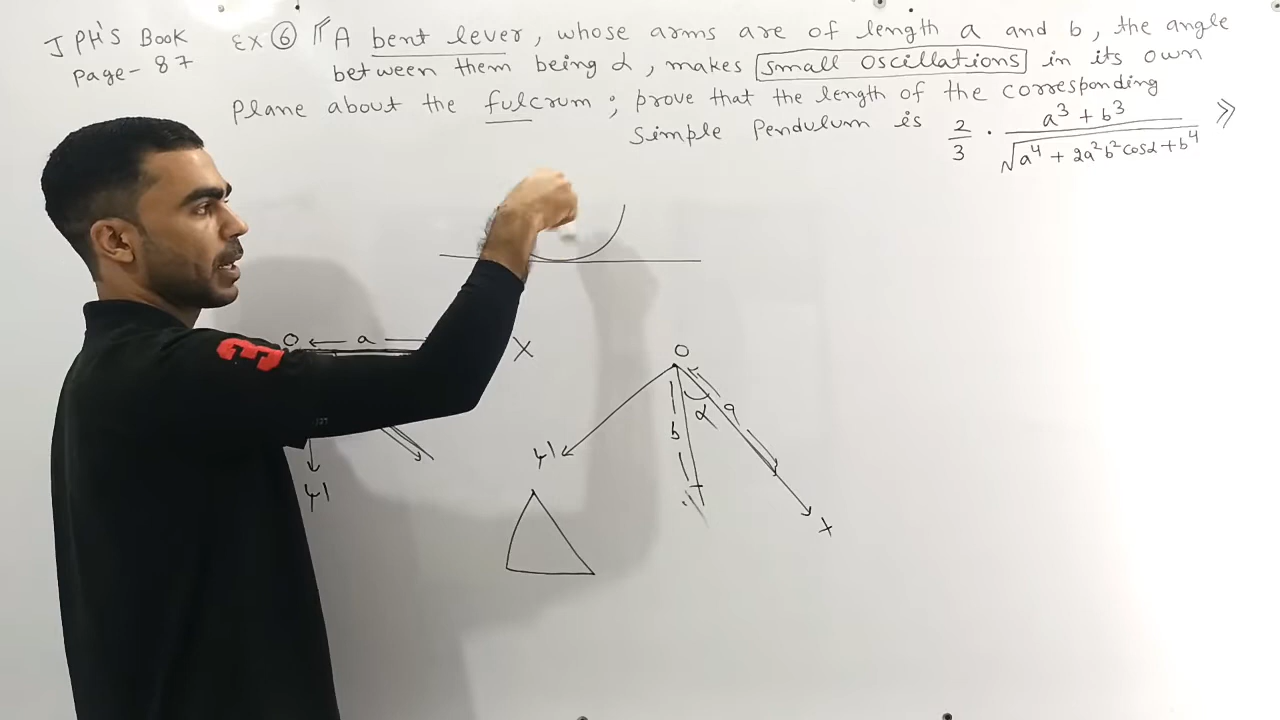 J PH'S Book
page - 87
Ex ⑥ A bent lever, whose arms are of length a and b, the angle
between them being α, makes small oscillations in its own
plane about the fulcrum ; prove that the length of the corresponding
simple Pendulum is 2/3 · (a³ + b³)/√(a⁴ + 2a²b² cosα + b⁴) ≫
O ← a
X
y|
O
α
a
b
y|
x